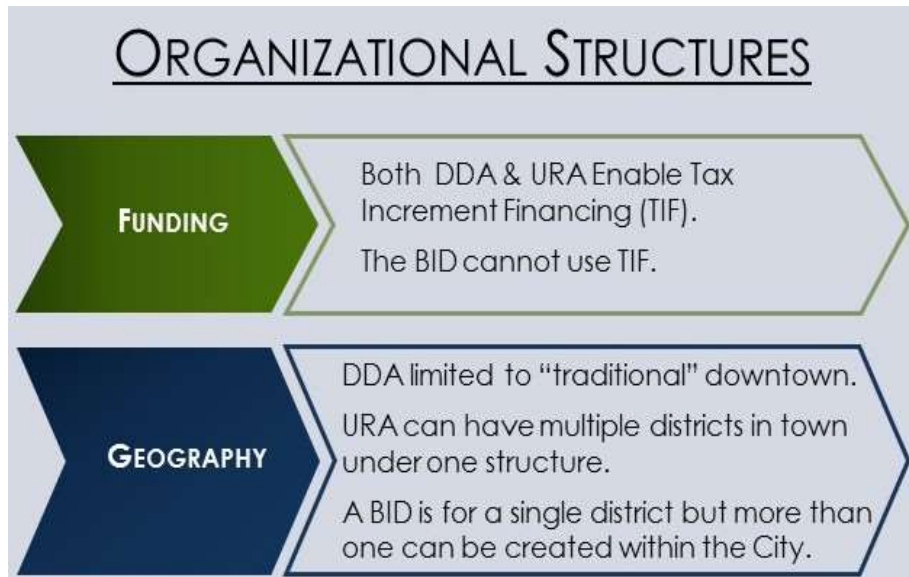 ORGANIZATIONAL STRUCTURES
FUNDING
Both DDA & URA Enable Tax
Increment Financing (TIF).
The BID cannot use TIF.
GEOGRAPHY
DDA limited to “traditional” downtown.
URA can have multiple districts in town
under one structure.
A BID is for a single district but more than
one can be created within the City.